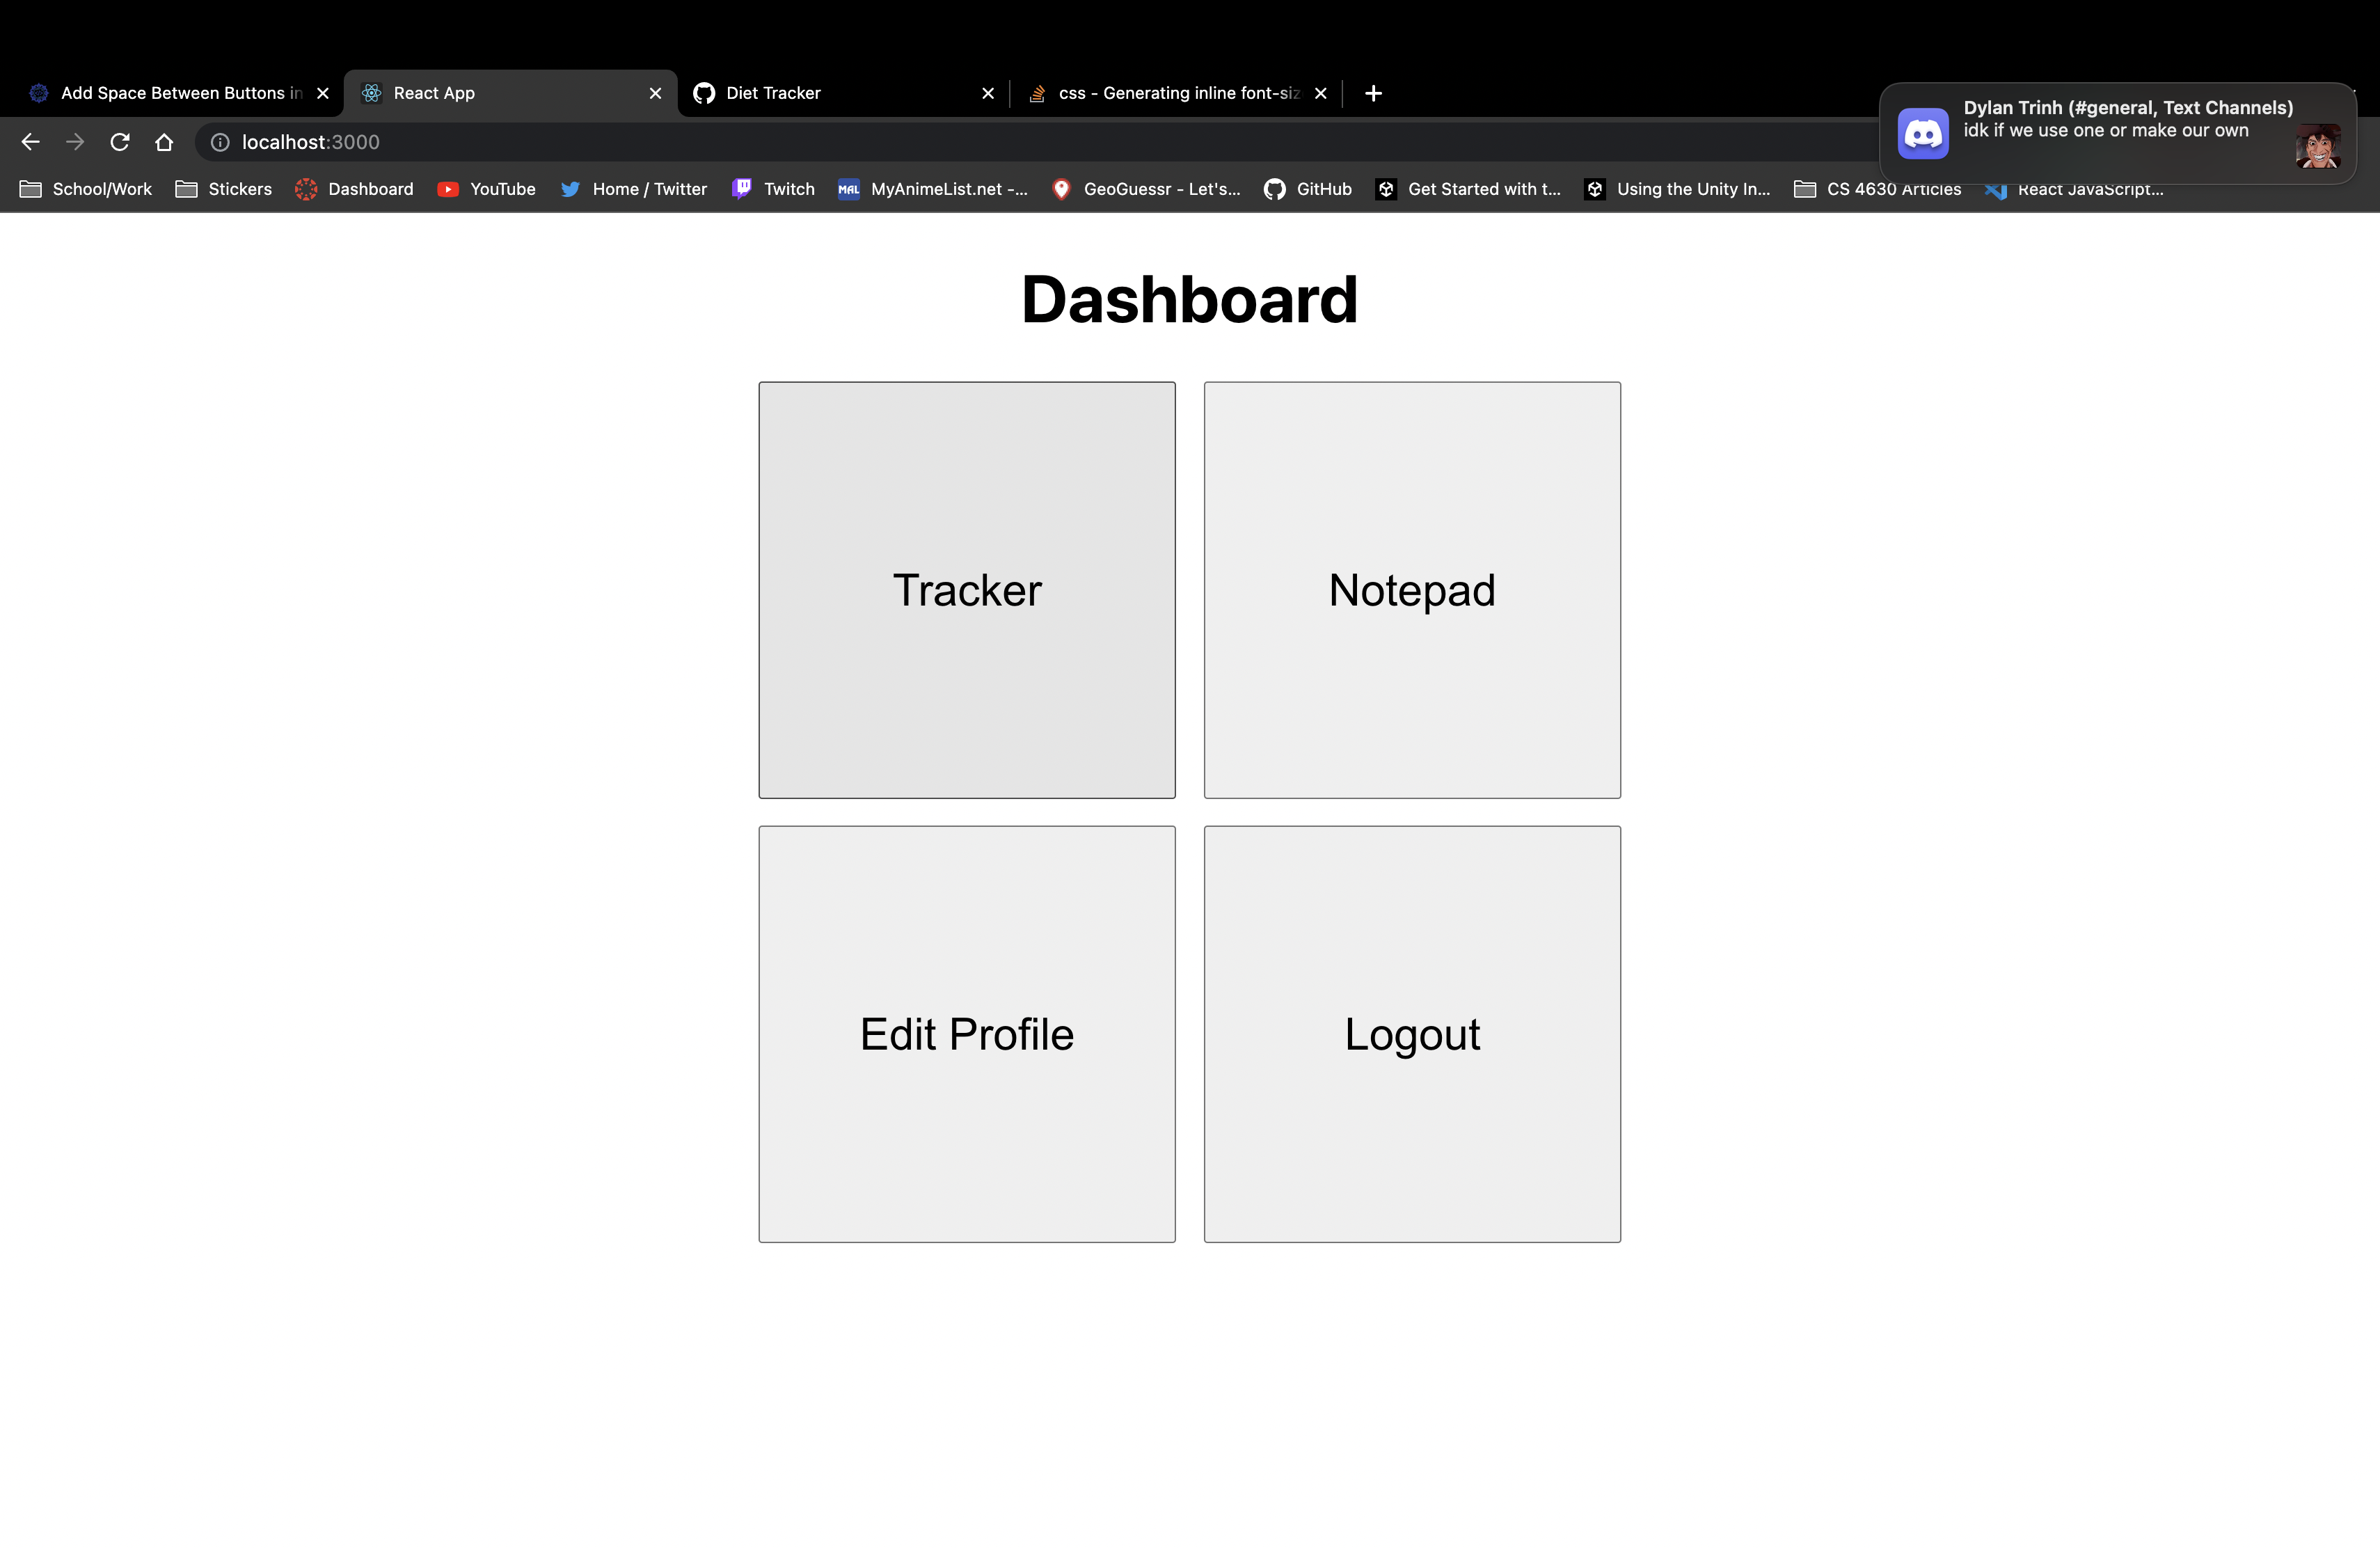 Add Space Between Buttons in
React App
Diet Tracker
css - Generating inline font-siz
localhost:3000
Dylan Trinh (#general, Text Channels)
idk if we use one or make our own
School/Work
Stickers
Dashboard
YouTube
Home / Twitter
Twitch
MAL
MyAnimeList.net -...
GeoGuessr - Let's...
GitHub
Get Started with t...
Using the Unity In...
CS 4630 Articles
React JavaScript...
Dashboard
Tracker
Notepad
Edit Profile
Logout